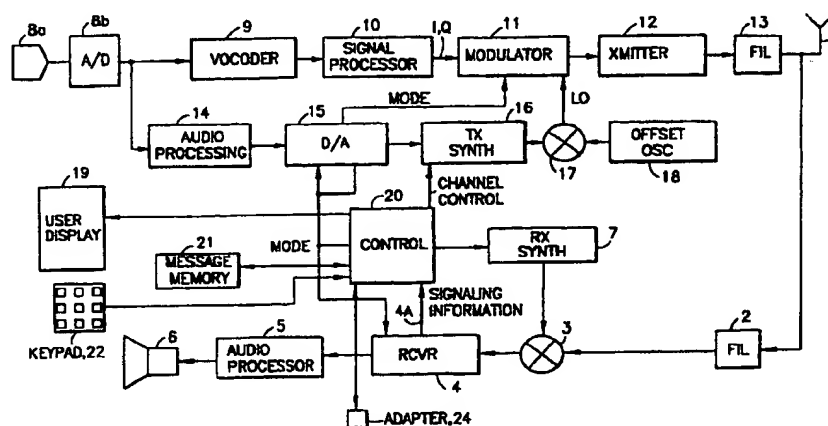 8a
8b
A/D
9
VOCODER
10
SIGNAL
PROCESSOR
I,Q
11
MODULATOR
12
XMITTER
13
FIL
14
AUDIO
PROCESSING
15
D/A
MODE
16
TX
SYNTH
LO
17
OFFSET
OSC
18
CHANNEL
CONTROL
19
USER
DISPLAY
20
CONTROL
MODE
21
MESSAGE
MEMORY
RX
SYNTH
7
KEYPAD,22
SIGNALING
INFORMATION
4A
6
5
AUDIO
PROCESSOR
RCVR
4
3
2
FIL
ADAPTER,24